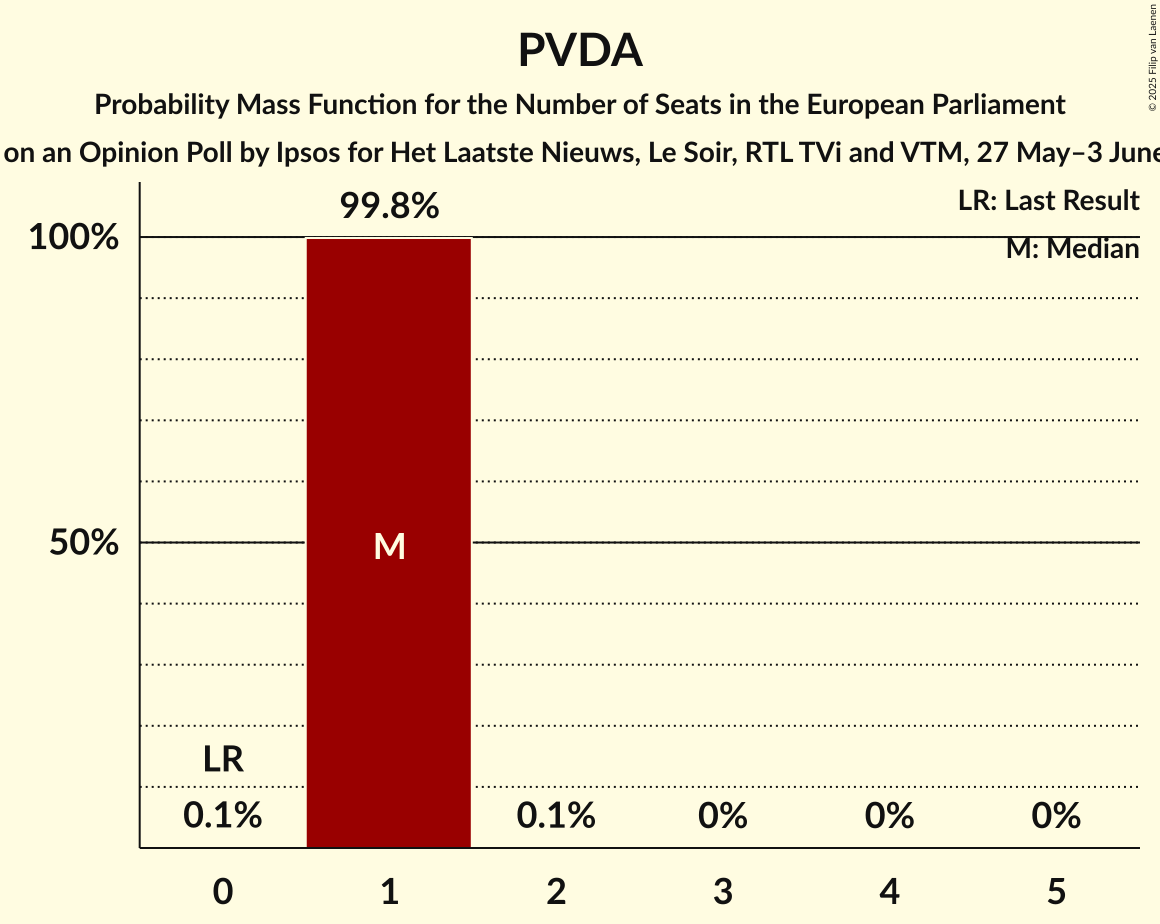 PVDA
Probability Mass Function for the Number of Seats in the European Parliament
on an Opinion Poll by Ipsos for Het Laatste Nieuws, Le Soir, RTL TVi and VTM, 27 May–3 June
© 2025 Filip van Laenen
LR: Last Result
M: Median
99.8%
100%
50%
M
LR
0.1%
0.1%
0%
0%
0%
0
1
2
3
4
5